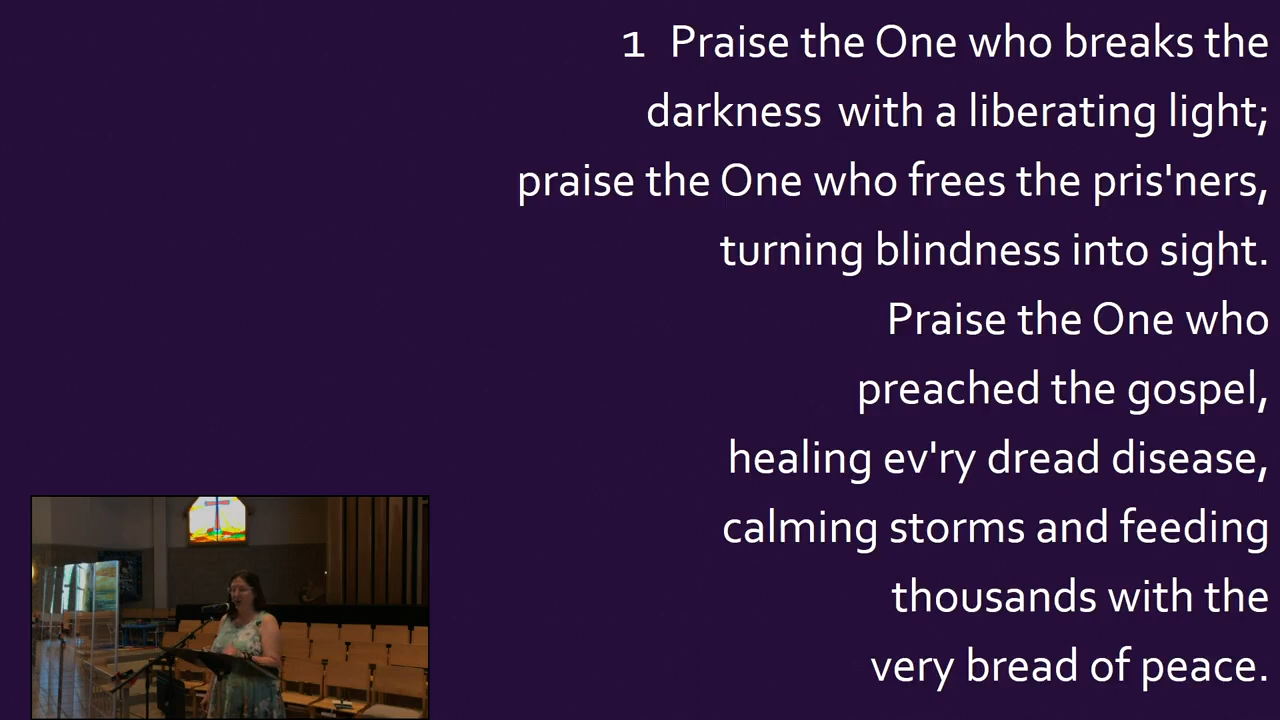 1 Praise the One who breaks the
darkness with a liberating light;
praise the One who frees the pris'ners,
turning blindness into sight.
Praise the One who
preached the gospel,
healing ev'ry dread disease,
calming storms and feeding
thousands with the
very bread of peace.